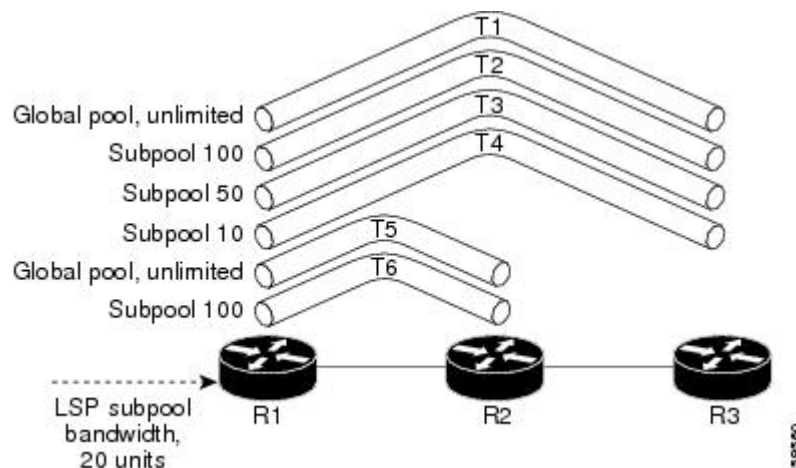 T1
T2
Global pool, unlimited
T3
Subpool 100
T4
Subpool 50
Subpool 10
T5
Global pool, unlimited
T6
Subpool 100
R1
R2
R3
LSP subpool
bandwidth,
20 units
59560